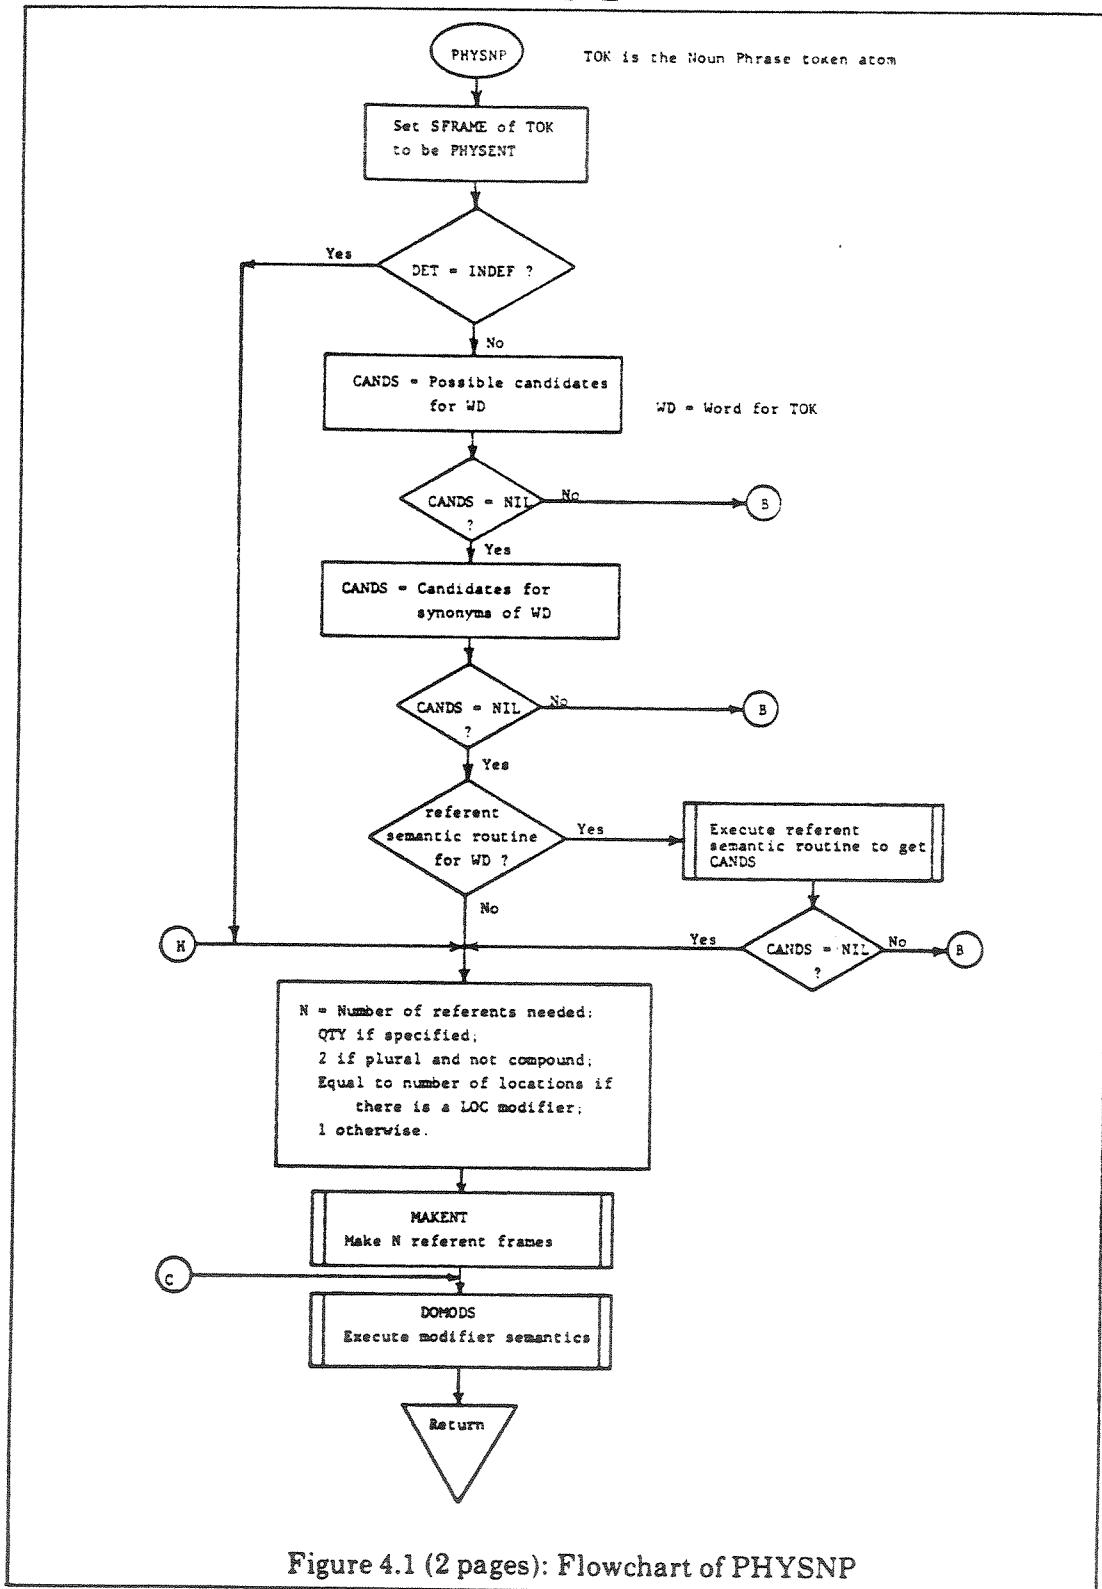 PHYSNP
TOK is the Noun Phrase token atom
Set SFRAME of TOK
to be PHYSENT
Yes
DET = INDEF ?
No
CANDS = Possible candidates
for WD
WD = Word for TOK
CANDS = NIL
?
No
B
Yes
CANDS = Candidates for
synonyms of WD
CANDS = NIL
?
No
B
Yes
referent
semantic routine
for WD ?
Yes
Execute referent
semantic routine to get
CANDS
No
H
Yes
CANDS = NIL
?
No
B
N = Number of referents needed:
QTY if specified;
2 if plural and not compound;
Equal to number of locations if
there is a LOC modifier;
1 otherwise.
MAKENT
Make N referent frames
C
DOMODS
Execute modifier semantics
Return
Figure 4.1 (2 pages): Flowchart of PHYSNP